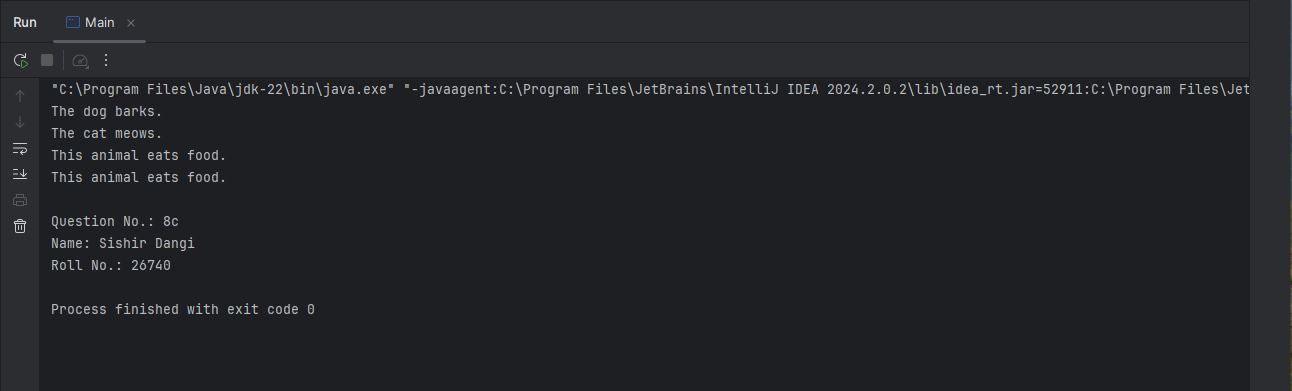 Run Main
"C:\Program Files\Java\jdk-22\bin\java.exe" "-javaagent:C:\Program Files\JetBrains\IntelliJ IDEA 2024.2.0.2\lib\idea_rt.jar=52911:C:\Program Files\Jet
The dog barks.
The cat meows.
This animal eats food.
This animal eats food.
Question No.: 8c
Name: Sishir Dangi
Roll No.: 26740
Process finished with exit code 0